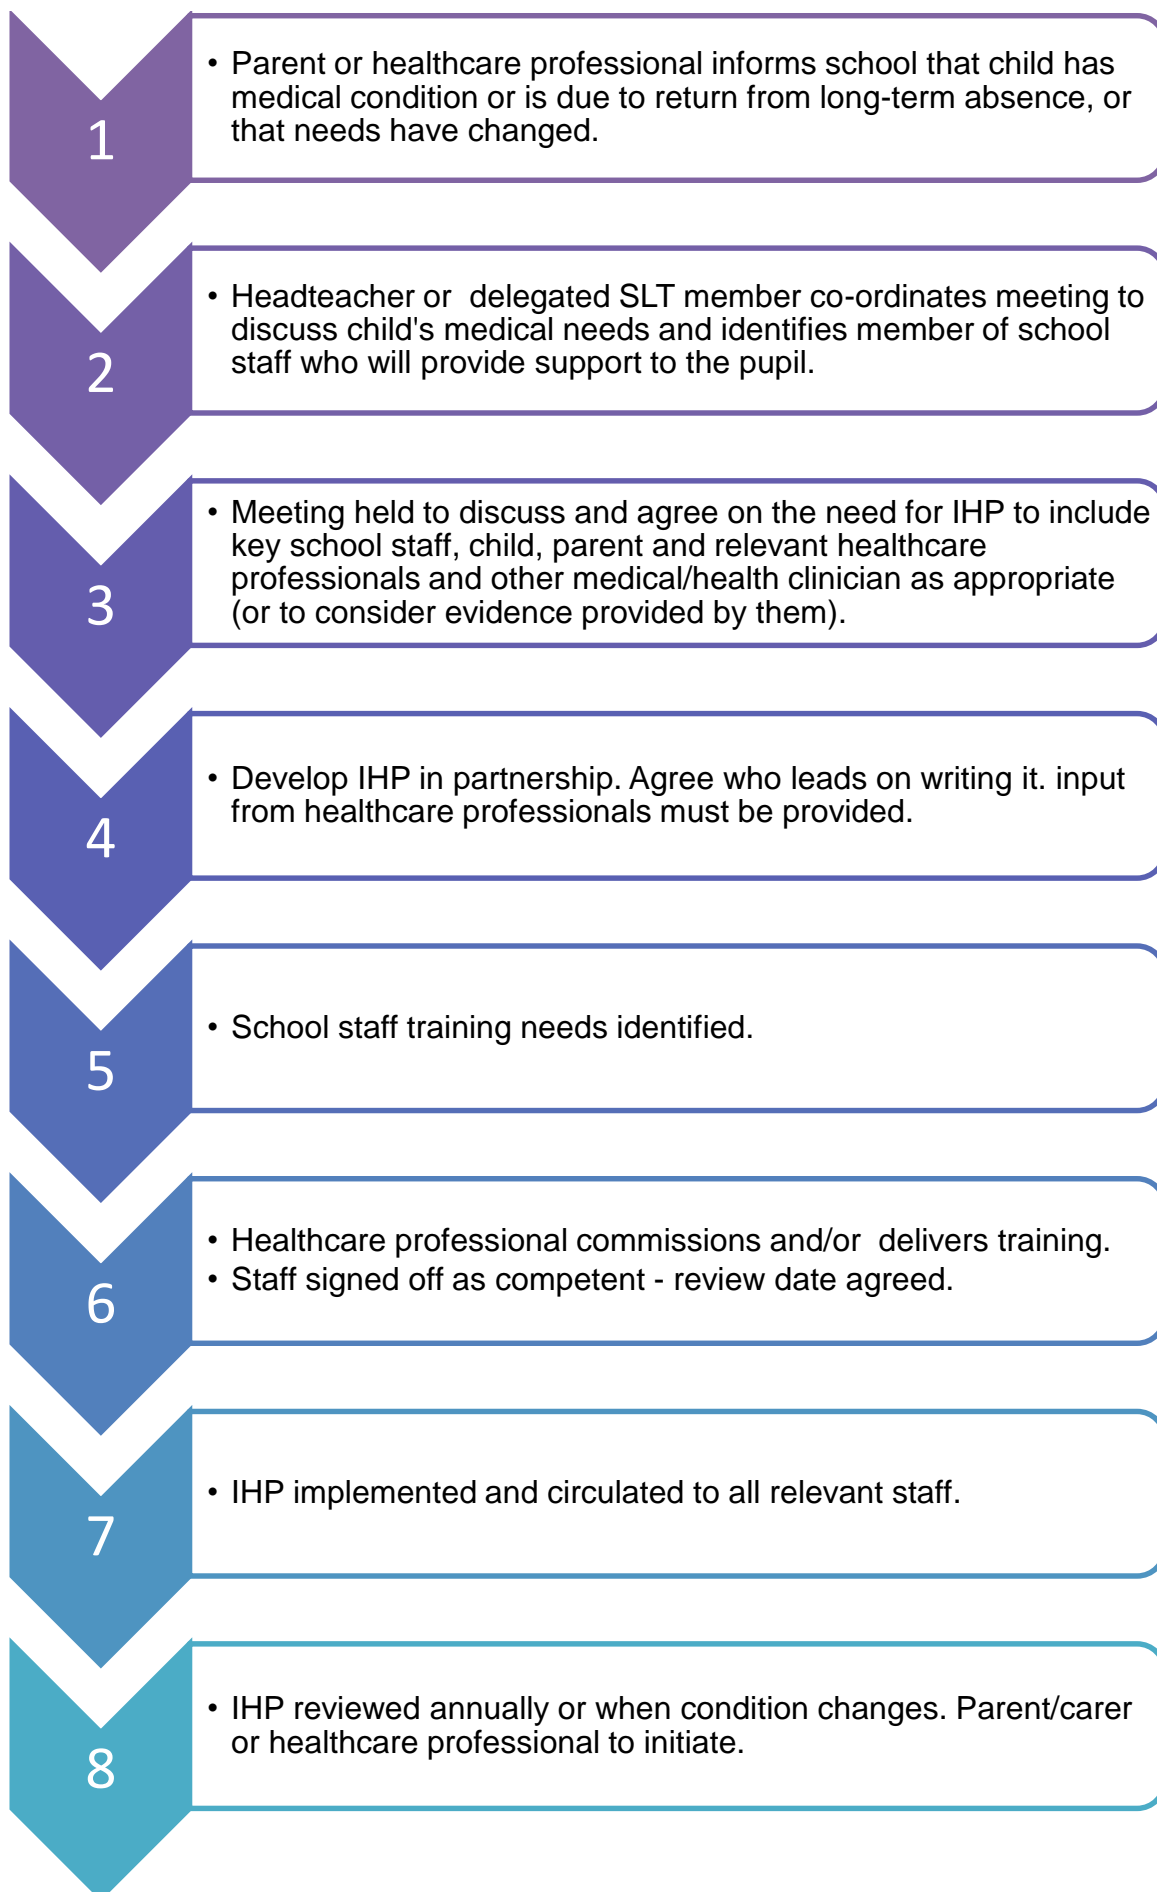 1
• Parent or healthcare professional informs school that child has
medical condition or is due to return from long-term absence, or
that needs have changed.
2
• Headteacher or  delegated SLT member co-ordinates meeting to
discuss child's medical needs and identifies member of school
staff who will provide support to the pupil.
3
• Meeting held to discuss and agree on the need for IHP to include
key school staff, child, parent and relevant healthcare
professionals and other medical/health clinician as appropriate
(or to consider evidence provided by them).
4
• Develop IHP in partnership. Agree who leads on writing it. input
from healthcare professionals must be provided.
5
• School staff training needs identified.
6
• Healthcare professional commissions and/or  delivers training.
• Staff signed off as competent - review date agreed.
7
• IHP implemented and circulated to all relevant staff.
8
• IHP reviewed annually or when condition changes. Parent/carer
or healthcare professional to initiate.